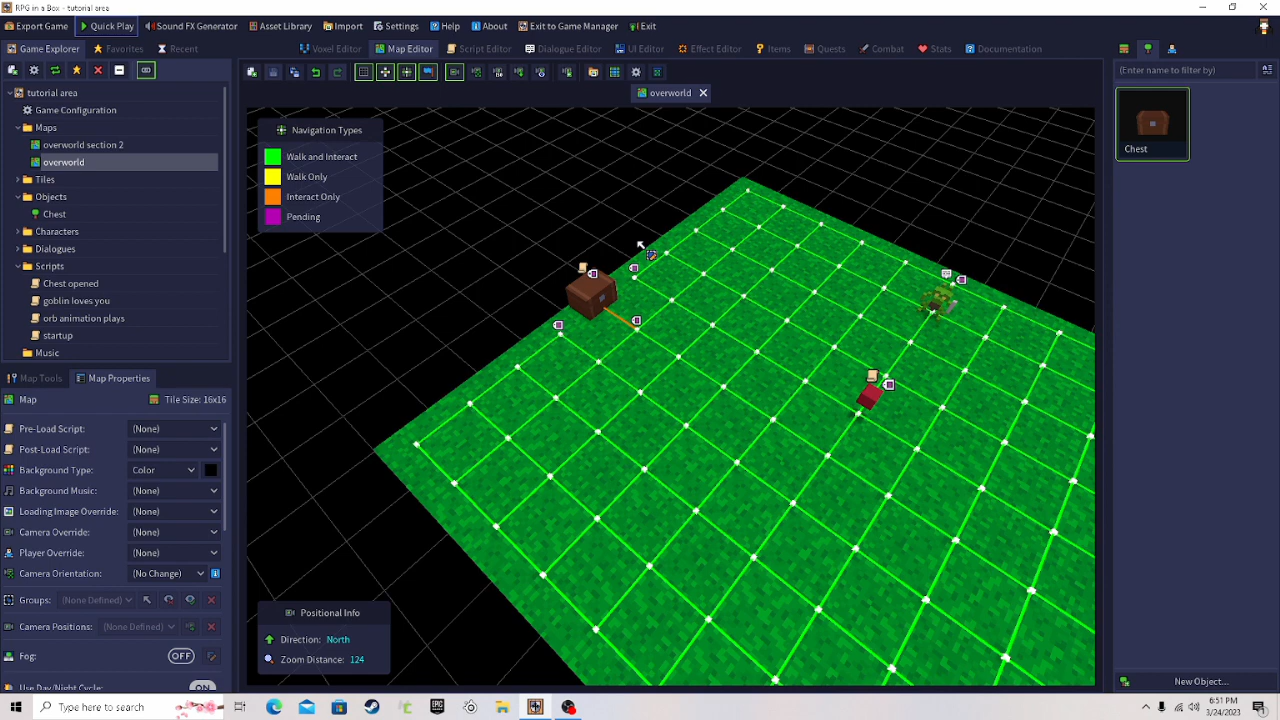 RPG in a Box - tutorial area
Export Game Quick Play Sound FX Generator Asset Library Import Settings Help About Exit to Game Manager Exit
Game Explorer Favorites Recent Voxel Editor Map Editor Script Editor Dialogue Editor UI Editor Effect Editor Items Quests Combat Stats Documentation
(Enter name to filter by)
overworld
tutorial area
Game Configuration
Maps
overworld section 2
overworld
Tiles
Objects
Chest
Characters
Dialogues
Scripts
Chest opened
goblin loves you
orb animation plays
startup
Music
Navigation Types
Walk and Interact
Walk Only
Interact Only
Pending
Chest
Map Tools Map Properties
Map Tile Size: 16x16
Pre-Load Script: (None)
Post-Load Script: (None)
Background Type: Color
Background Music: (None)
Loading Image Override: (None)
Camera Override: (None)
Player Override: (None)
Camera Orientation: (No Change)
Groups: (None Defined)
Camera Positions: (None Defined)
Fog: OFF
Use Day/Night Cycle: ON
Positional Info
Direction: North
Zoom Distance: 124
New Object...
Type here to search
EPIC GAMES
6:51 PM
3/24/2023